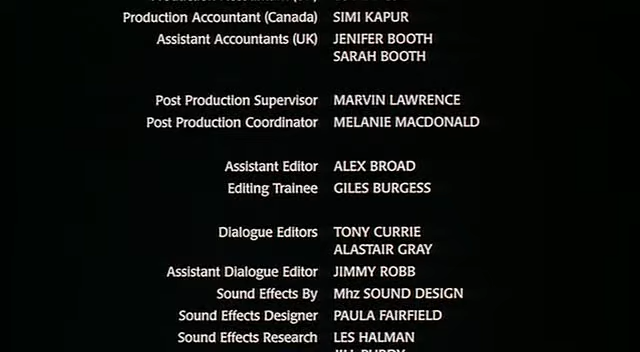 Production Accountant (Canada) SIMI KAPUR
Assistant Accountants (UK) JENIFER BOOTH
SARAH BOOTH
Post Production Supervisor MARVIN LAWRENCE
Post Production Coordinator MELANIE MACDONALD
Assistant Editor ALEX BROAD
Editing Trainee GILES BURGESS
Dialogue Editors TONY CURRIE
ALASTAIR GRAY
Assistant Dialogue Editor JIMMY ROBB
Sound Effects By Mhz SOUND DESIGN
Sound Effects Designer PAULA FAIRFIELD
Sound Effects Research LES HALMAN